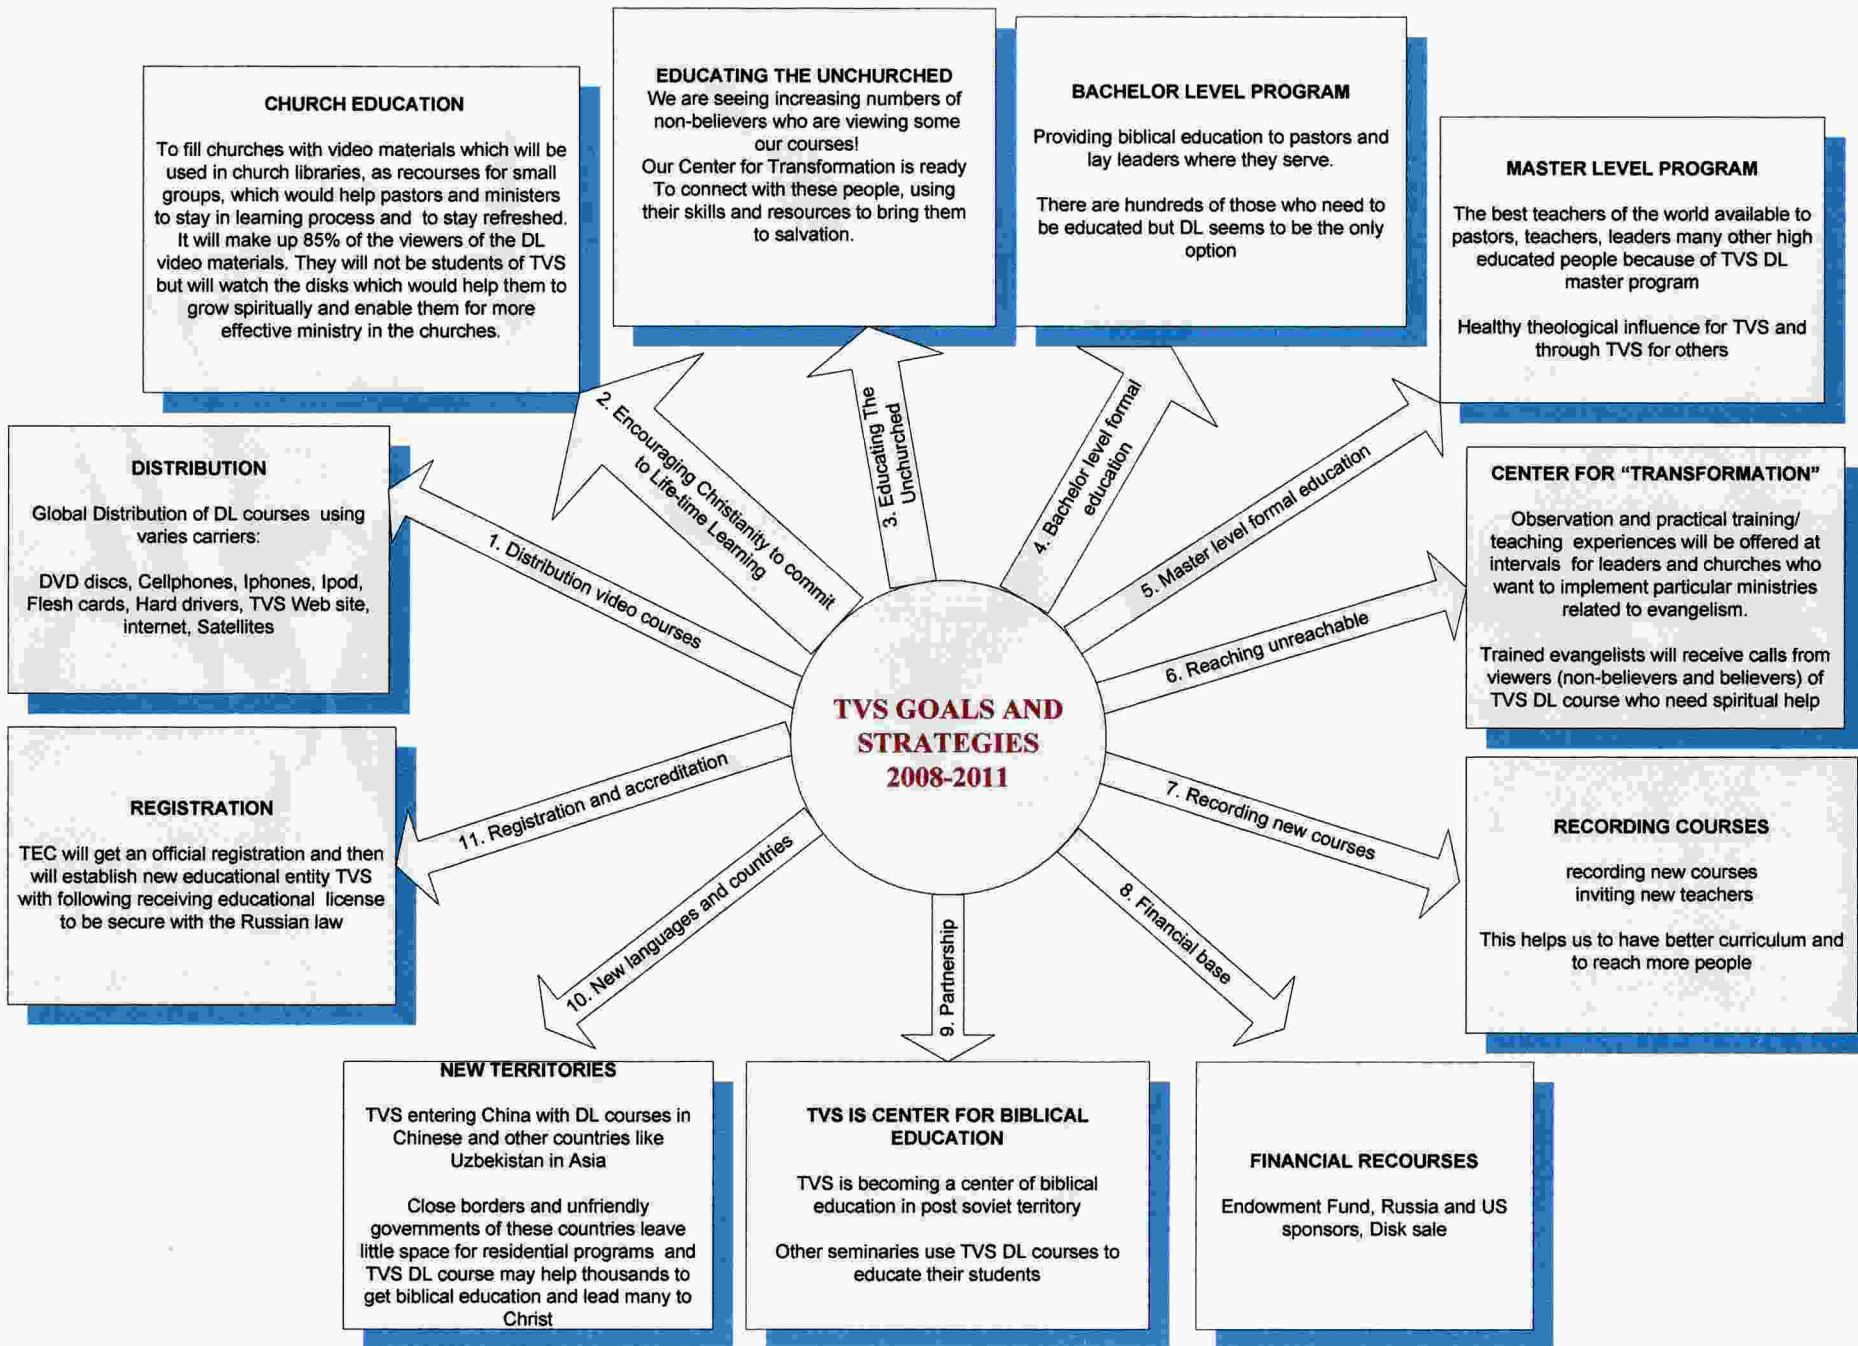 TVS GOALS AND
STRATEGIES
2008-2011
1. Distribution video courses
DISTRIBUTION
Global Distribution of DL courses using
varies carriers:
DVD discs, Cellphones, Iphones, Ipod,
Flesh cards, Hard drivers, TVS Web site,
internet, Satellites
2. Encouraging Christianity to commit
to Life-time Learning
CHURCH EDUCATION
To fill churches with video materials which will be
used in church libraries, as recourses for small
groups, which would help pastors and ministers
to stay in learning process and to stay refreshed.
It will make up 85% of the viewers of the DL
video materials. They will not be students of TVS
but will watch the disks which would help them to
grow spiritually and enable them for more
effective ministry in the churches.
3. Educating The
Unchurched
EDUCATING THE UNCHURCHED
We are seeing increasing numbers of
non-believers who are viewing some
our courses!
Our Center for Transformation is ready
To connect with these people, using
their skills and resources to bring them
to salvation.
4. Bachelor level formal
education
BACHELOR LEVEL PROGRAM
Providing biblical education to pastors and
lay leaders where they serve.
There are hundreds of those who need to
be educated but DL seems to be the only
option
5. Master level formal education
MASTER LEVEL PROGRAM
The best teachers of the world available to
pastors, teachers, leaders many other high
educated people because of TVS DL
master program
Healthy theological influence for TVS and
through TVS for others
6. Reaching unreachable
CENTER FOR “TRANSFORMATION”
Observation and practical training/
teaching experiences will be offered at
intervals for leaders and churches who
want to implement particular ministries
related to evangelism.
Trained evangelists will receive calls from
viewers (non-believers and believers) of
TVS DL course who need spiritual help
7. Recording new courses
RECORDING COURSES
recording new courses
inviting new teachers
This helps us to have better curriculum and
to reach more people
8. Financial base
FINANCIAL RECOURSES
Endowment Fund, Russia and US
sponsors, Disk sale
9. Partnership
TVS IS CENTER FOR BIBLICAL
EDUCATION
TVS is becoming a center of biblical
education in post soviet territory
Other seminaries use TVS DL courses to
educate their students
10. New languages and countries
NEW TERRITORIES
TVS entering China with DL courses in
Chinese and other countries like
Uzbekistan in Asia
Close borders and unfriendly
governments of these countries leave
little space for residential programs and
TVS DL course may help thousands to
get biblical education and lead many to
Christ
11. Registration and accreditation
REGISTRATION
TEC will get an official registration and then
will establish new educational entity TVS
with following receiving educational license
to be secure with the Russian law